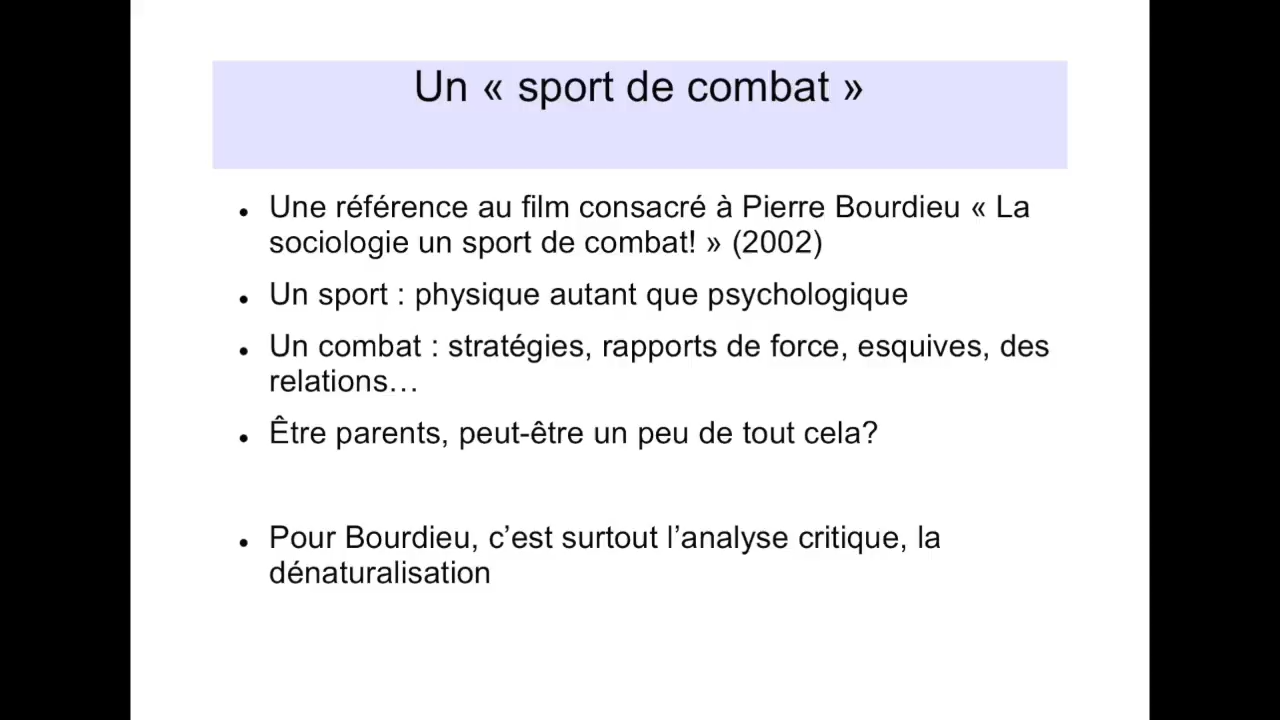 Un « sport de combat »
• Une référence au film consacré à Pierre Bourdieu « La
sociologie un sport de combat! » (2002)
• Un sport : physique autant que psychologique
• Un combat : stratégies, rapports de force, esquives, des
relations…
• Être parents, peut-être un peu de tout cela?
• Pour Bourdieu, c’est surtout l’analyse critique, la
dénaturalisation